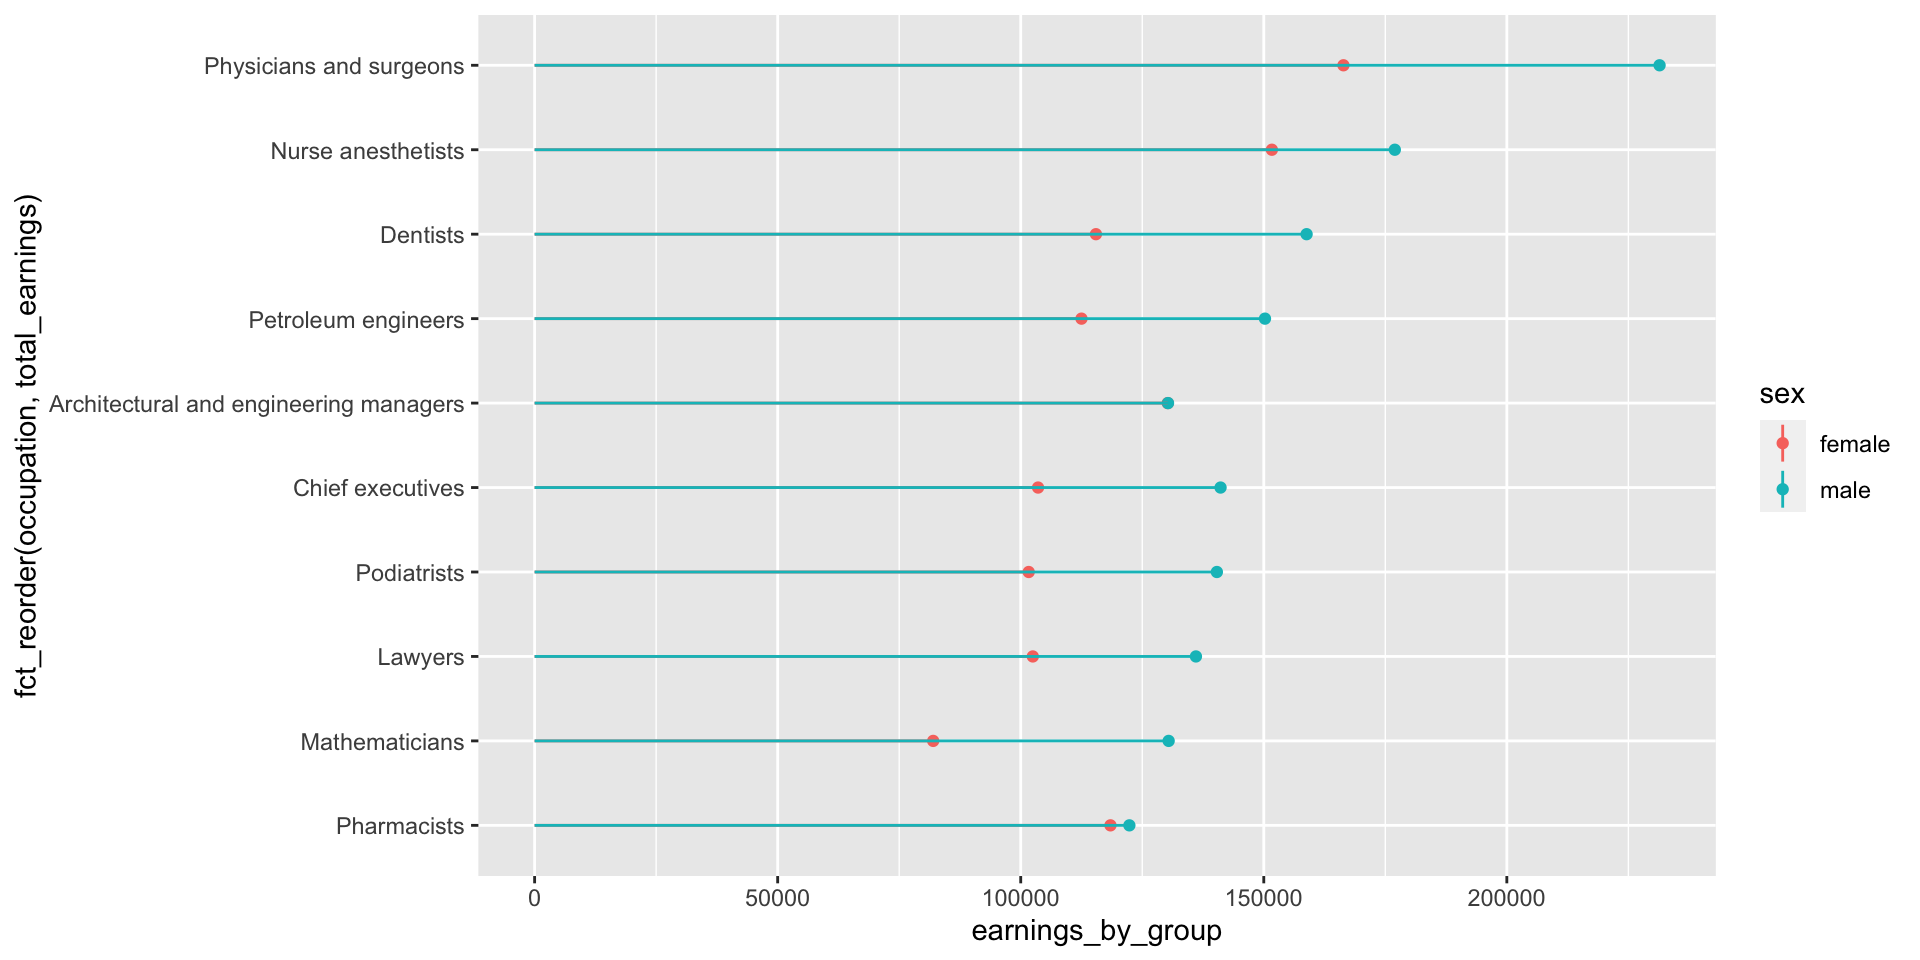 fct_reorder(occupation, total_earnings)
Physicians and surgeons
Nurse anesthetists
Dentists
Petroleum engineers
Architectural and engineering managers
Chief executives
Podiatrists
Lawyers
Mathematicians
Pharmacists
0 50000 100000 150000 200000
earnings_by_group
sex
female
male